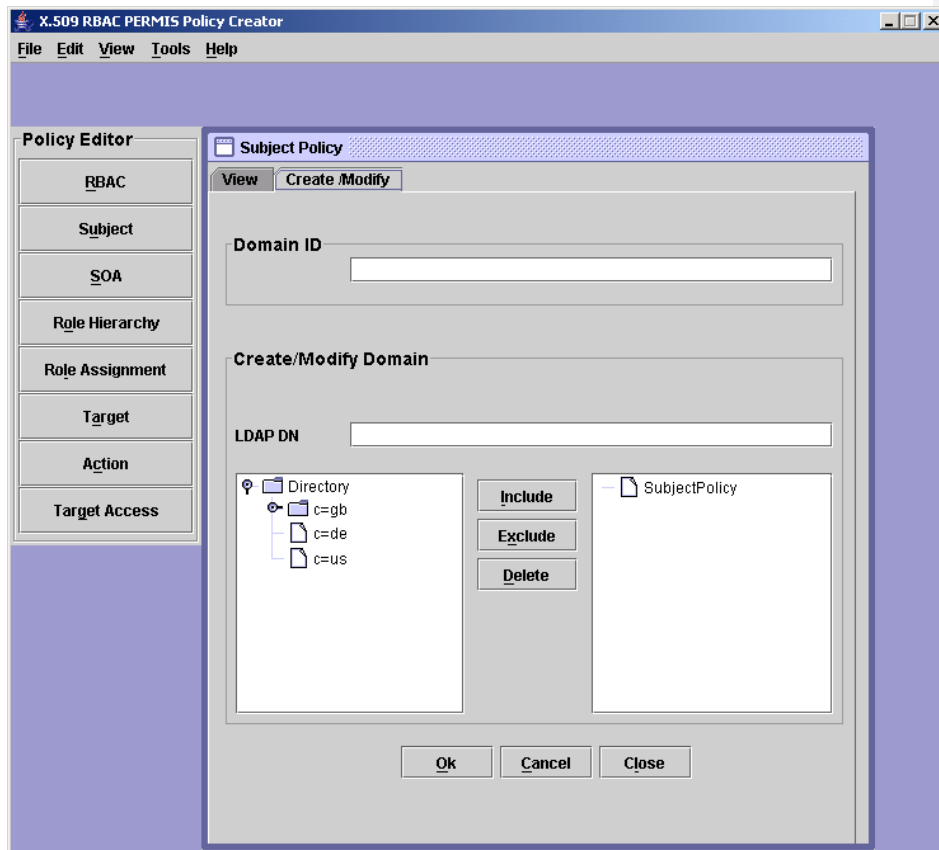 X.509 RBAC PERMIS Policy Creator
File Edit View Tools Help
Policy Editor
RBAC
Subject
SOA
Role Hierarchy
Role Assignment
Target
Action
Target Access
Subject Policy
View Create /Modify
Domain ID
Create/Modify Domain
LDAP DN
Directory
c=gb
c=de
c=us
Include
Exclude
Delete
SubjectPolicy
Ok Cancel Close